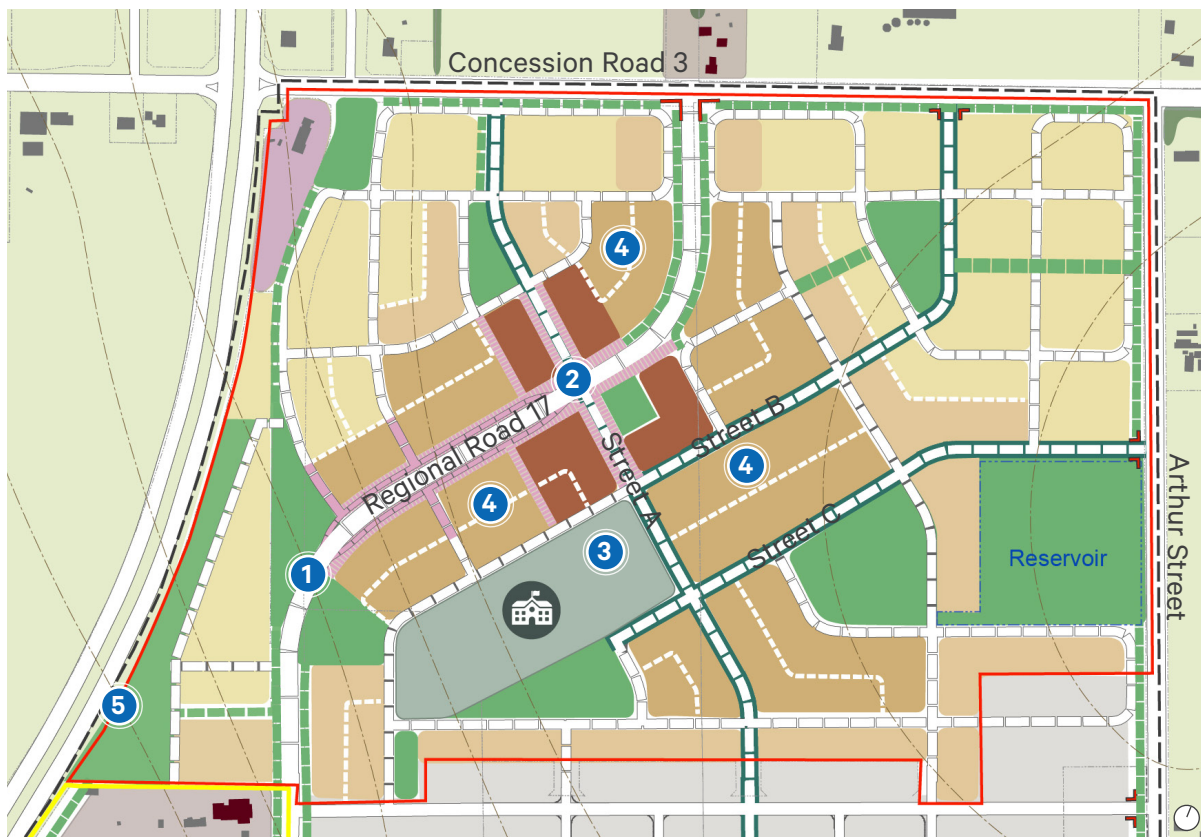 Concession Road 3
4
2
Regional Road 17
Street B
4
4
Street A
Street C
3
1
Reservoir
Arthur Street
5